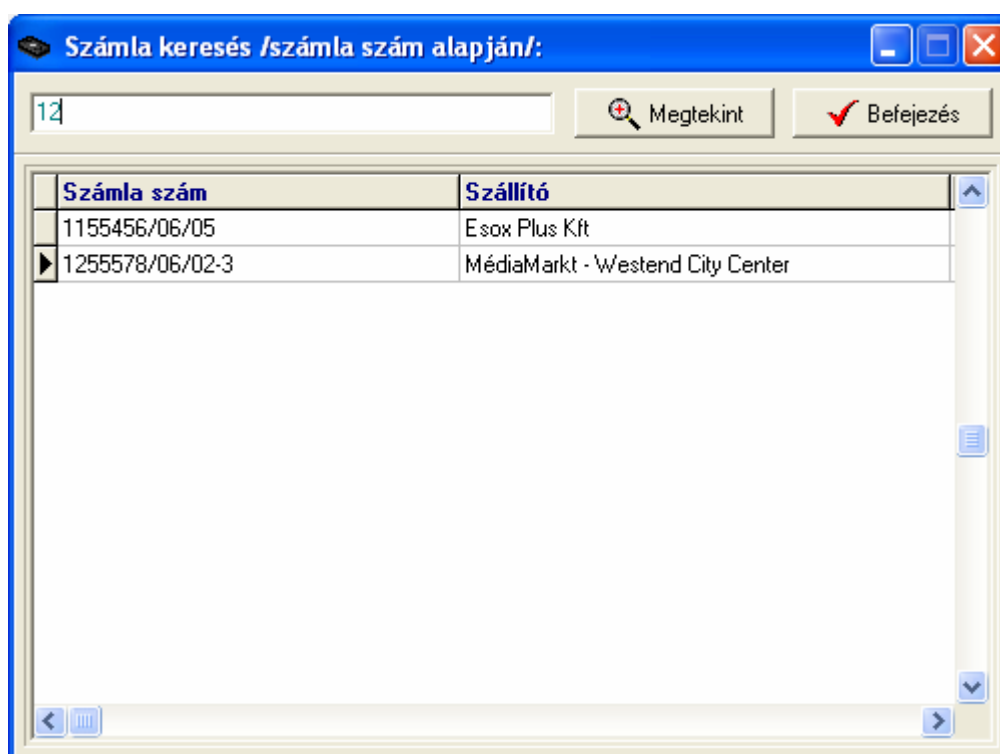 Számla keresés /számla szám alapján/:
12 Megtekint Befejezés
Számla szám Szállító
1155456/06/05 Esox Plus Kft
1255578/06/02-3 MédiaMarkt - Westend City Center